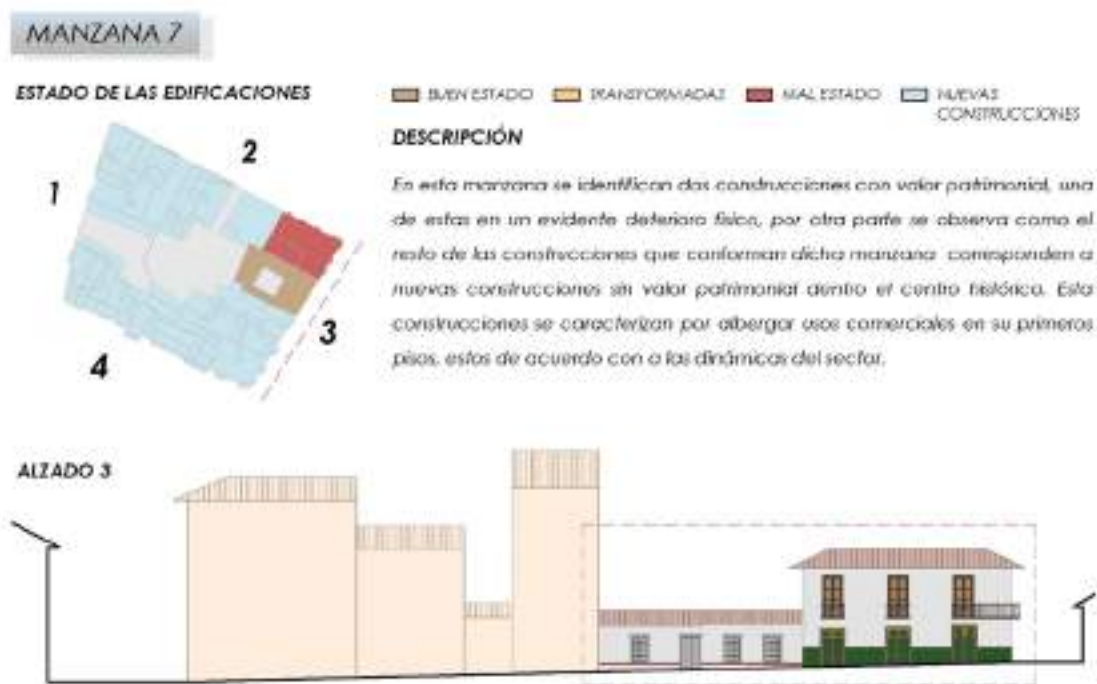 MANZANA 7
ESTADO DE LAS EDIFICACIONES
BUEN ESTADO
TRANSFORMADAS
MAL ESTADO
NUEVAS
CONSTRUCCIONES
1
2
3
4
DESCRIPCIÓN
En esta manzana se identifican dos construcciones con valor patrimonial, una
de estas en un evidente deterioro físico, por otra parte se observa como el
resto de las construcciones que conforman dicha manzana corresponden a
nuevas construcciones sin valor patrimonial dentro el centro histórico. Esta
construcciones se caracterizan por albergar usos comerciales en su primeros
pisos, estos de acuerdo con a las dinámicas del sector.
ALZADO 3